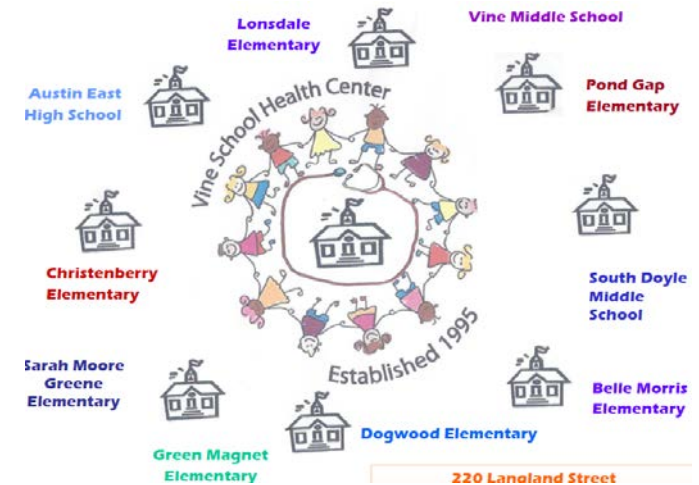 Lonsdale
Elementary
Vine Middle School
Austin East
High School
Pond Gap
Elementary
Vine School Health Center
Christenberry
Elementary
South Doyle
Middle
School
Established 1995
Sarah Moore
Greene
Elementary
Belle Morris
Elementary
Dogwood Elementary
Green Magnet
Elementary
220 Langland Street